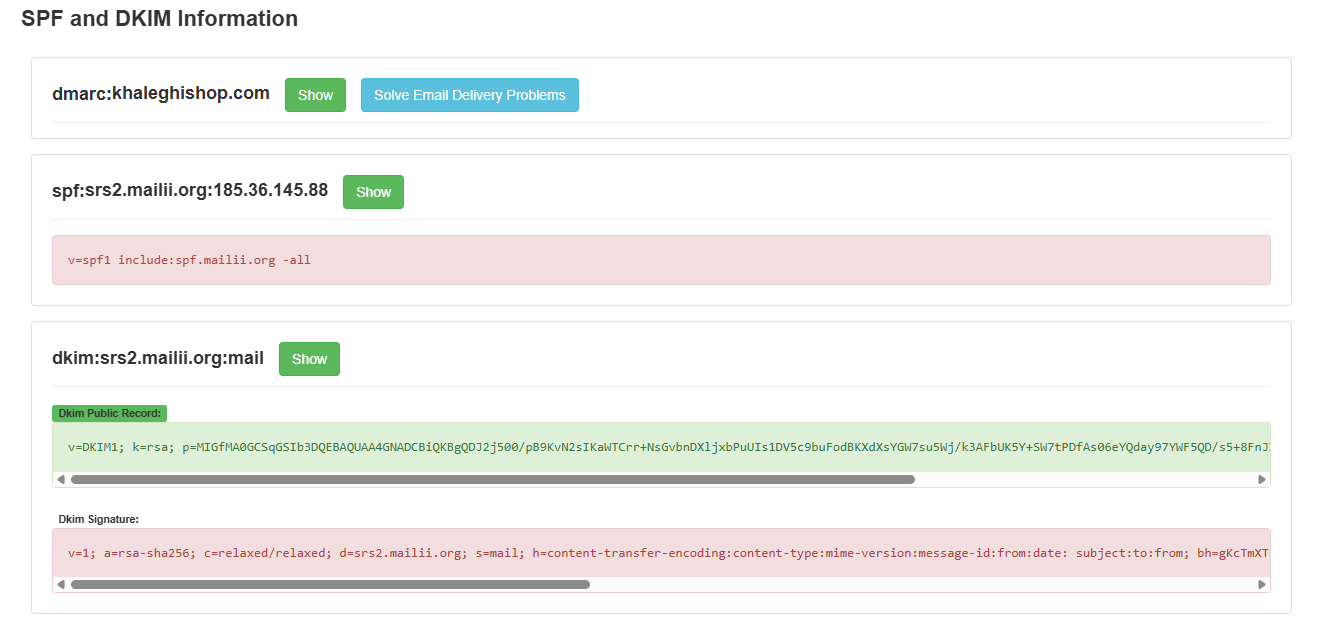 SPF and DKIM Information
dmarc:khaleghishop.com Show Solve Email Delivery Problems
spf:srs2.mailii.org:185.36.145.88 Show
v=spf1 include:spf.mailii.org -all
dkim:srs2.mailii.org:mail Show
Dkim Public Record:
v=DKIM1; k=rsa; p=MIGfMA0GCSqGSIb3DQEBAQUAA4GNADCBiQKBgQDJ2j500/pB9KvN2sIKaWTCrr+NsGvbnDXljxbPuUIs1DV5c9buFodBKXdXsYGW7su5Wj/k3AFbUK5Y+SW7tPDfAs06eYQday97YWF5QD/s5+8FnJ
Dkim Signature:
v=1; a=rsa-sha256; c=relaxed/relaxed; d=srs2.mailii.org; s=mail; h=content-transfer-encoding:content-type:mime-version:message-id:from:date: subject:to:from; bh=gKcTmXT